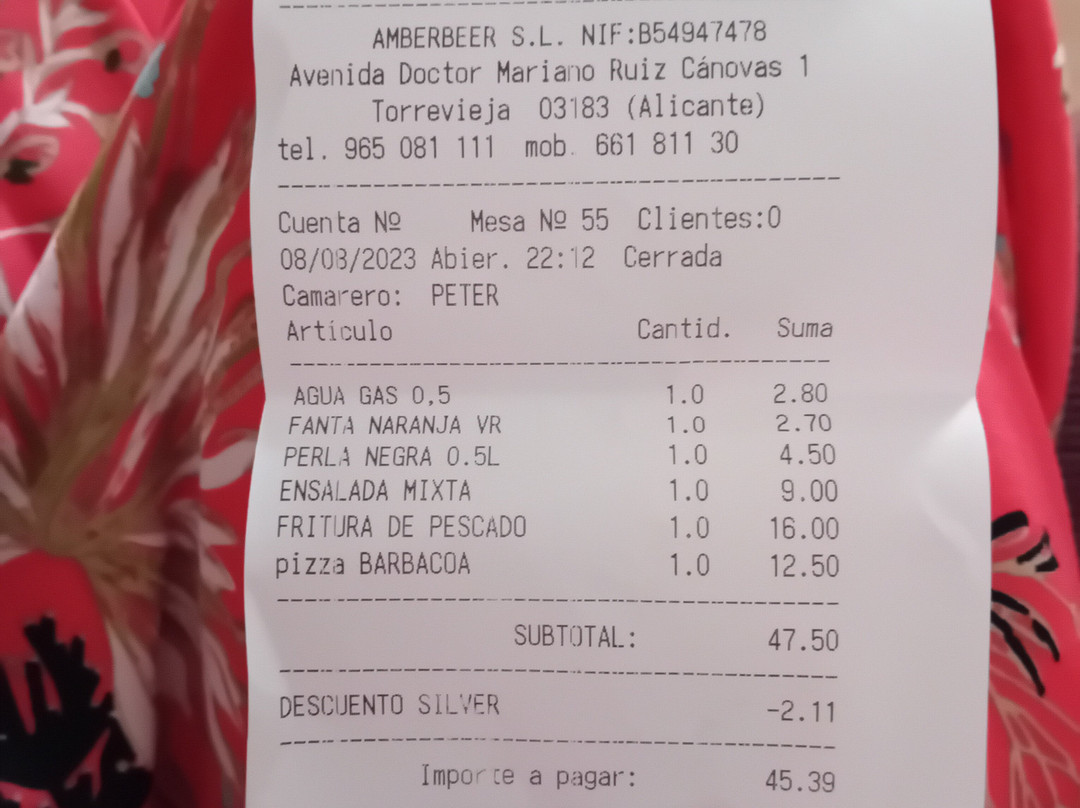 AMBERBEER S.L. NIF:B54947478
Avenida Doctor Mariano Ruiz Cánovas 1
Torrevieja 03183 (Alicante)
tel. 965 081 111 mob. 661 811 30
Cuenta Nº Mesa Nº 55 Clientes:0
08/08/2023 Abier. 22:12 Cerrada
Camarero: PETER
Artículo Cantid. Suma
AGUA GAS 0,5 1.0 2.80
FANTA NARANJA VR 1.0 2.70
PERLA NEGRA 0.5L 1.0 4.50
ENSALADA MIXTA 1.0 9.00
FRITURA DE PESCADO 1.0 16.00
pizza BARBACOA 1.0 12.50
SUBTOTAL: 47.50
DESCUENTO SILVER -2.11
Importe a pagar: 45.39